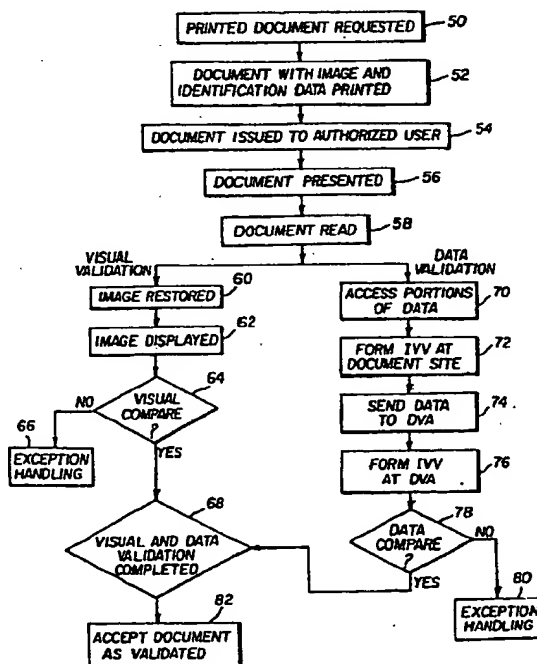 PRINTED DOCUMENT REQUESTED
50
DOCUMENT WITH IMAGE AND
IDENTIFICATION DATA PRINTED
52
DOCUMENT ISSUED TO AUTHORIZED USER
54
DOCUMENT PRESENTED
56
DOCUMENT READ
58
VISUAL
VALIDATION
DATA
VALIDATION
IMAGE RESTORED
60
IMAGE DISPLAYED
62
VISUAL
COMPARE
?
64
NO
YES
66
EXCEPTION
HANDLING
ACCESS PORTIONS
OF DATA
70
FORM IVV AT
DOCUMENT SITE
72
SEND DATA
TO DVA
74
FORM IVV
AT DVA
76
DATA
COMPARE
?
78
NO
YES
80
EXCEPTION
HANDLING
68
VISUAL AND DATA
VALIDATION
COMPLETED
82
ACCEPT DOCUMENT
AS VALIDATED